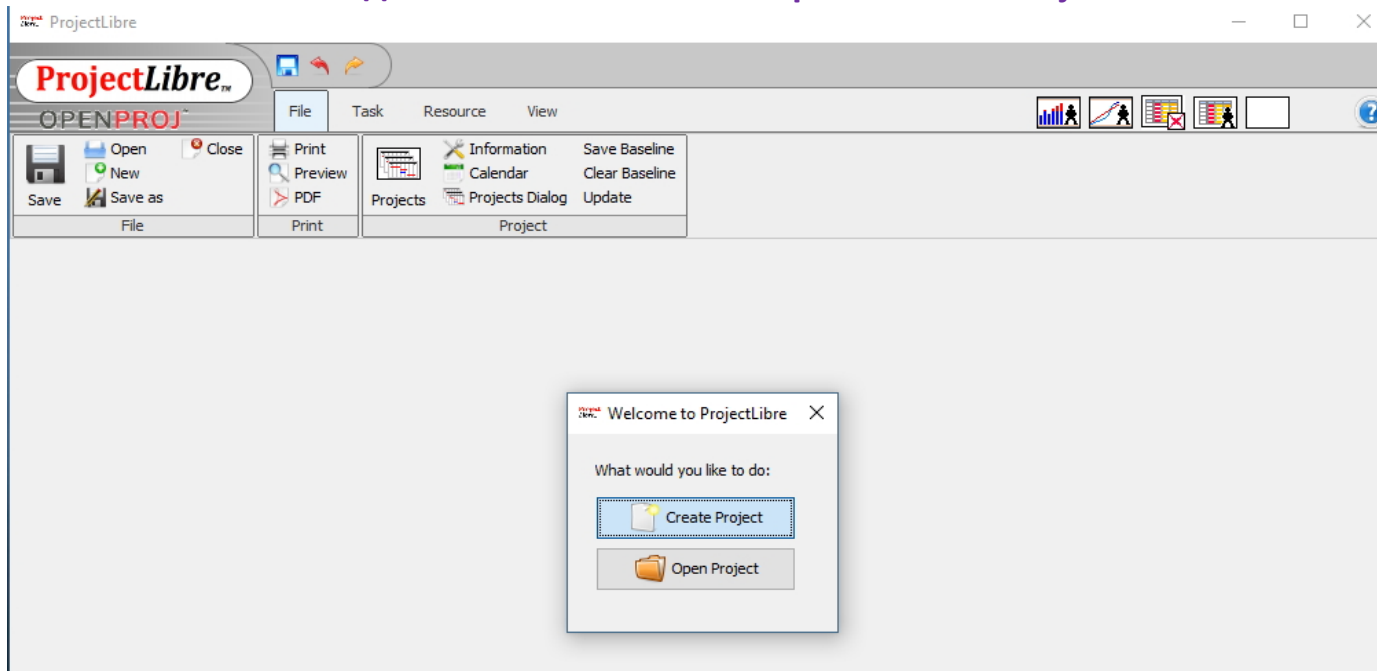 ProjectLibre
ProjectLibre™
OPENPROJ
File Task Resource View
Open Close Print Information Save Baseline
New Preview Calendar Clear Baseline
Save Save as PDF Projects Projects Dialog Update
File Print Project
Welcome to ProjectLibre
What would you like to do:
Create Project
Open Project